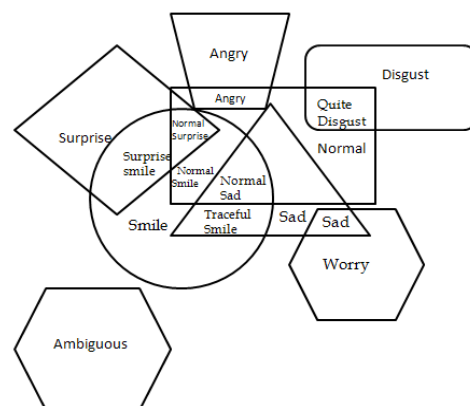 Angry
Disgust
Angry
Quite
Disgust
Normal
Surprise
Surprise
Normal
Surprise
smile
Normal
Smile
Normal
Sad
Smile
Traceful
Smile
Sad
Sad
Worry
Ambiguous